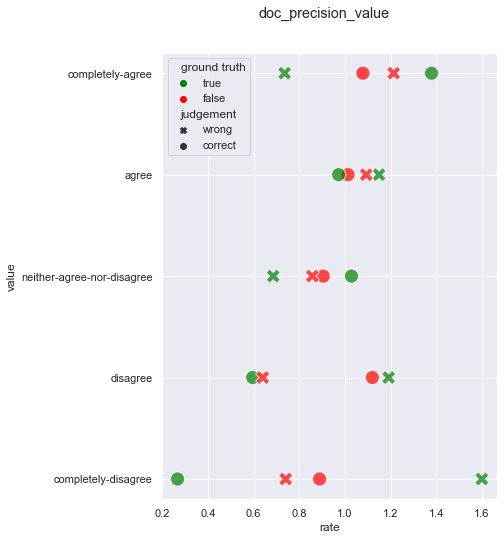 doc_precision_value
ground truth
true
false
judgement
wrong
correct
completely-agree
agree
neither-agree-nor-disagree
disagree
completely-disagree
value
0.2 0.4 0.6 0.8 1.0 1.2 1.4 1.6
rate